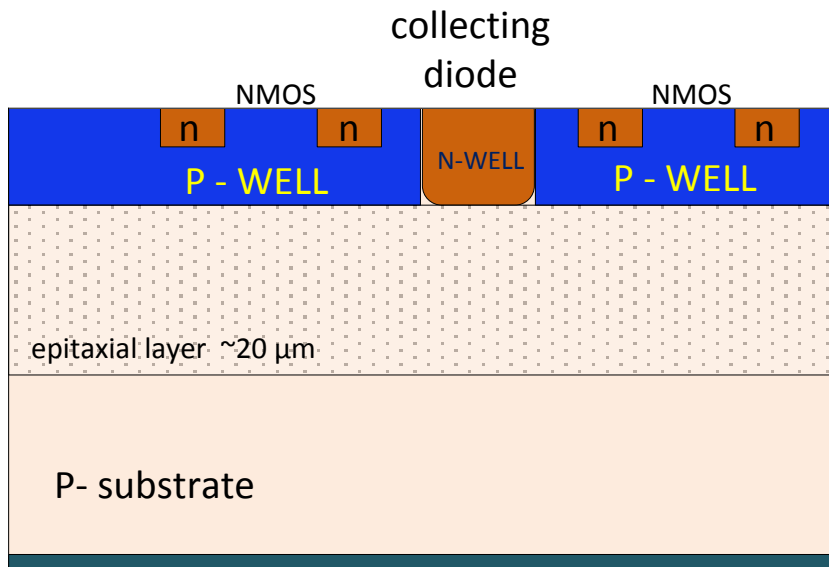 collecting
diode
NMOS
NMOS
n
n
n
n
N-WELL
P - WELL
P - WELL
epitaxial layer ~20 µm
P- substrate